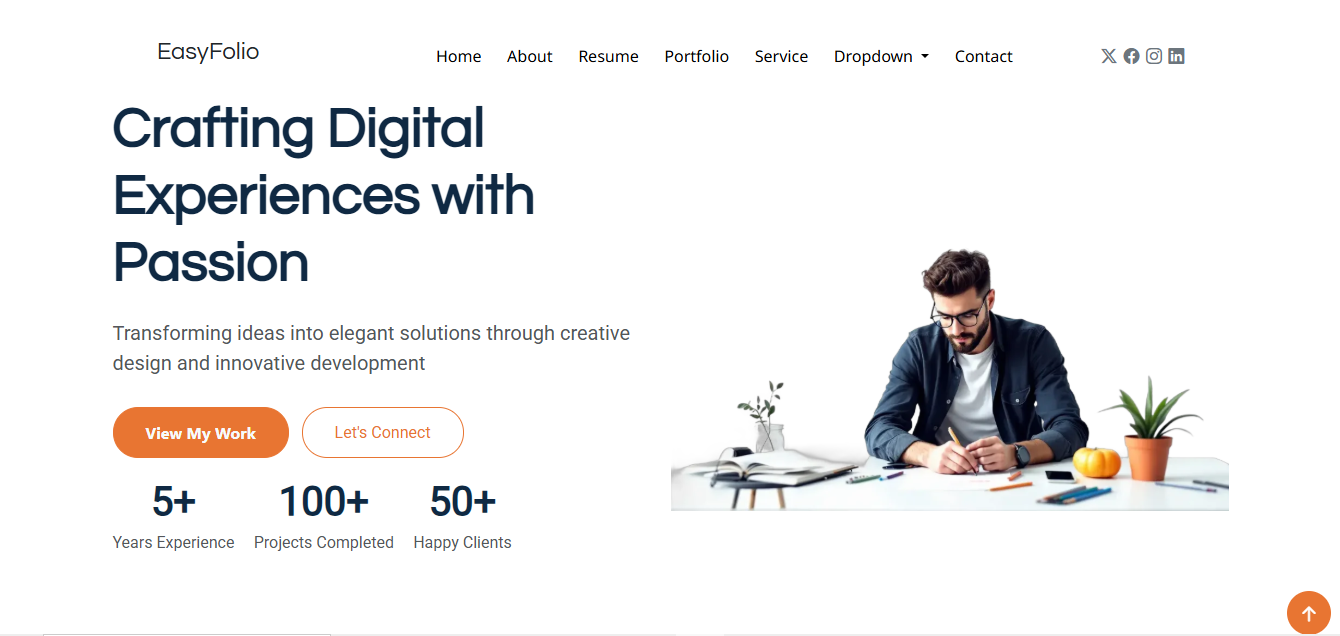 EasyFolio
Home About Resume Portfolio Service Dropdown Contact
Crafting Digital
Experiences with
Passion
Transforming ideas into elegant solutions through creative
design and innovative development
View My Work Let's Connect
5+ 100+ 50+
Years Experience Projects Completed Happy Clients